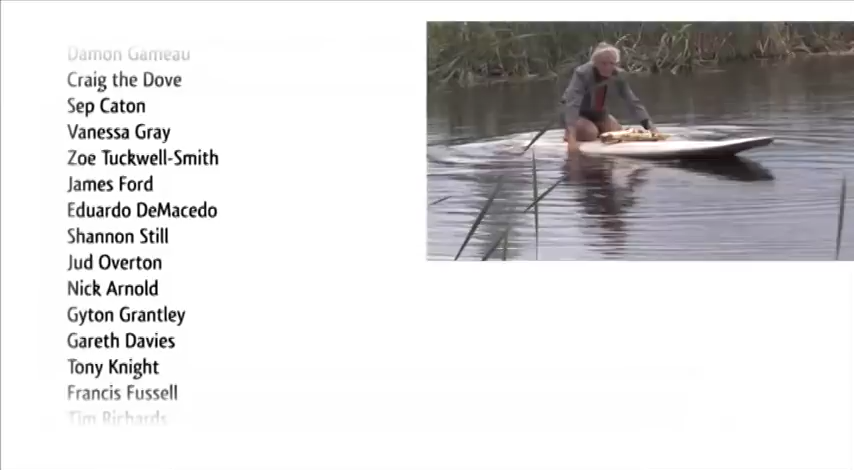 Damon Gameau
Craig the Dove
Sep Caton
Vanessa Gray
Zoe Tuckwell-Smith
James Ford
Eduardo DeMacedo
Shannon Still
Jud Overton
Nick Arnold
Gyton Grantley
Gareth Davies
Tony Knight
Francis Fussell
Tim Richards